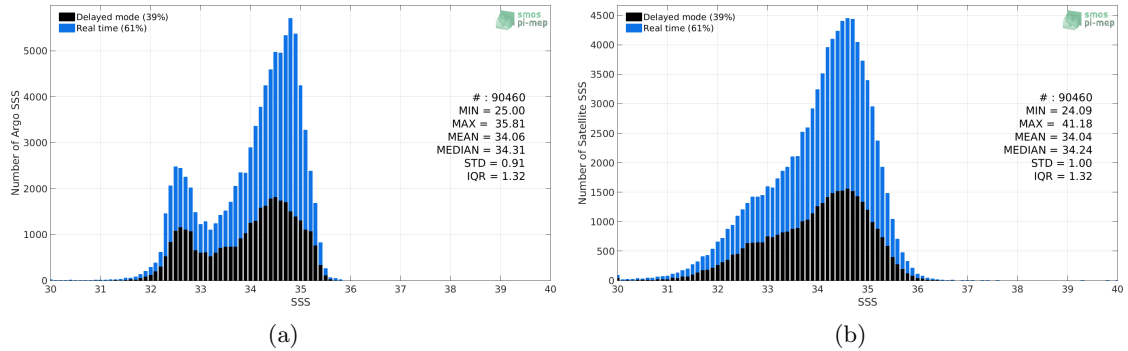 Delayed mode (39%)
Real time (61%)
smos
pi-mep
5000
4000
3000
2000
1000
0
Number of Argo SSS
# : 90460
MIN = 25.00
MAX = 35.81
MEAN = 34.06
MEDIAN = 34.31
STD = 0.91
IQR = 1.32
30 31 32 33 34 35 36 37 38 39 40
SSS
(a)
Delayed mode (39%)
Real time (61%)
smos
pi-mep
4500
4000
3500
3000
2500
2000
1500
1000
500
0
Number of Satellite SSS
# : 90460
MIN = 24.09
MAX = 41.18
MEAN = 34.04
MEDIAN = 34.24
STD = 1.00
IQR = 1.32
30 31 32 33 34 35 36 37 38 39 40
SSS
(b)